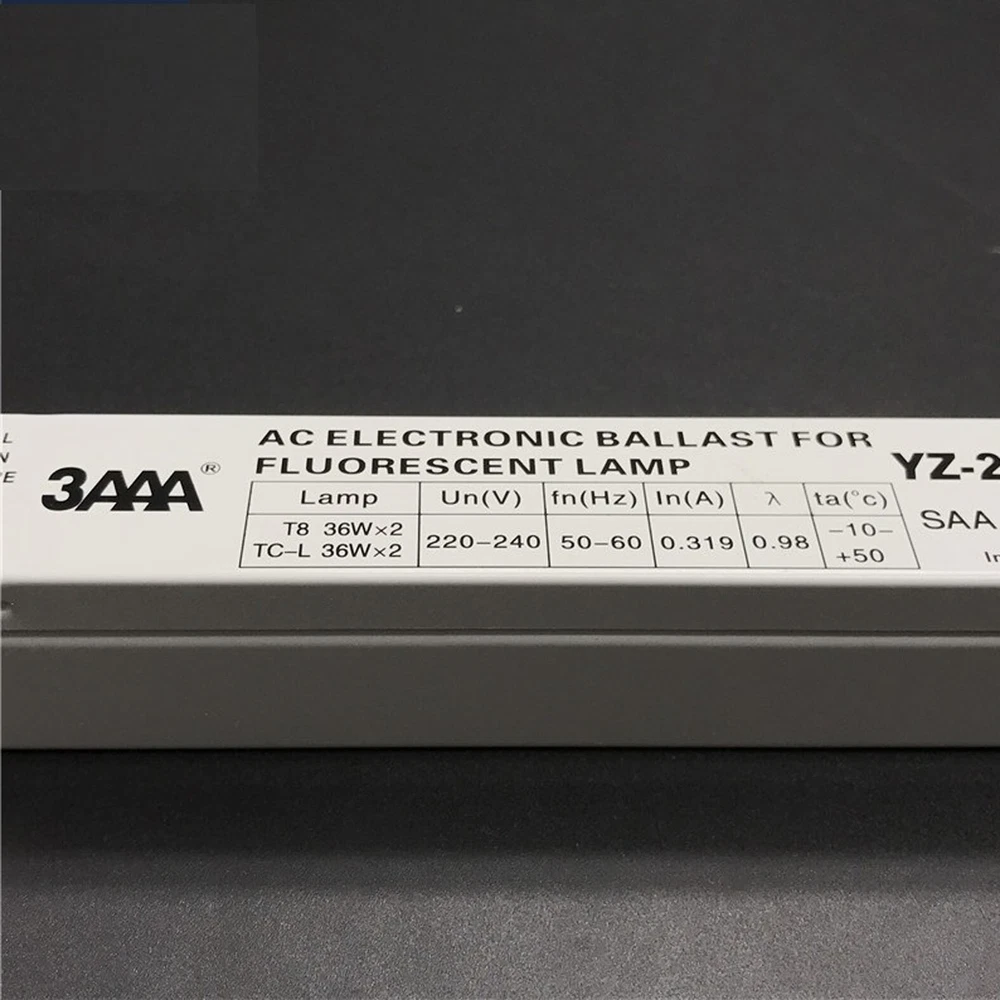 L
N
E
3AAA®
AC ELECTRONIC BALLAST FOR
FLUORESCENT LAMP
Lamp Un(V) fn(Hz) In(A) λ ta(°c)
T8 36W×2
TC-L 36W×2
220-240 50-60 0.319 0.98
-10-
+50
YZ-2
SAA